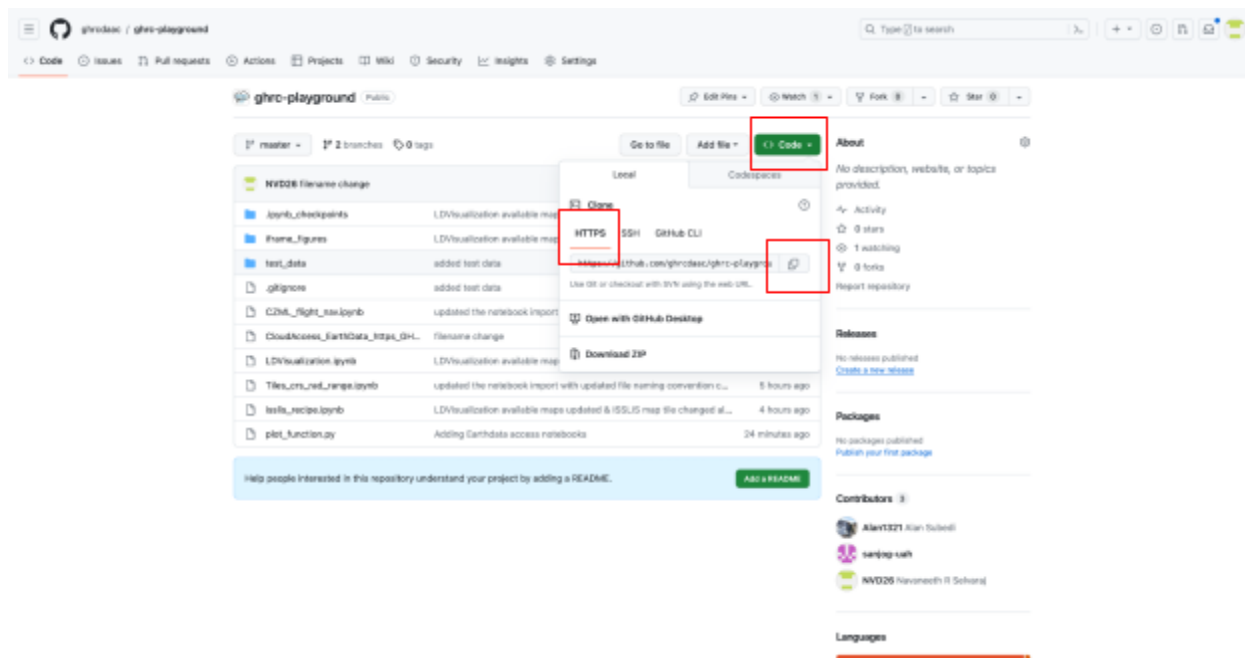 ghrcdaac / ghrc-playground
Type / to search
Code Issues Pull requests Actions Projects Wiki Security Insights Settings
ghrc-playground Public
Edit Pins Watch 1 Fork 0 Star 0
master 2 branches 0 tags Go to file Add file Code
NVD26 filename change
.ipynb_checkpoints LDVisualization available map
iframe_figures LDVisualization available map
test_data added test data
.gitignore added test data
CZML_flight_nav.ipynb updated the notebook import
CloudAccess_EarthData_https_GH... filename change
LDVisualization.ipynb LDVisualization available map
Tiles_crs_red_range.ipynb updated the notebook import with updated file naming convention c... 5 hours ago
isslis_recipe.ipynb LDVisualization available maps updated & ISSLIS map tile changed al... 4 hours ago
plot_function.py Adding Earthdata access notebooks 24 minutes ago
Local Codespaces
Clone
HTTPS SSH GitHub CLI
https://github.com/ghrcdaac/ghrc-playgrou
Use Git or checkout with SVN using the web URL.
Open with GitHub Desktop
Download ZIP
Help people interested in this repository understand your project by adding a README. Add a README
About
No description, website, or topics
provided.
Activity
0 stars
1 watching
0 forks
Report repository
Releases
No releases published
Create a new release
Packages
No packages published
Publish your first package
Contributors 3
Alan1321 Alan Subedi
sanjog-uah
NVD26 Navaneeth R Selvaraj
Languages